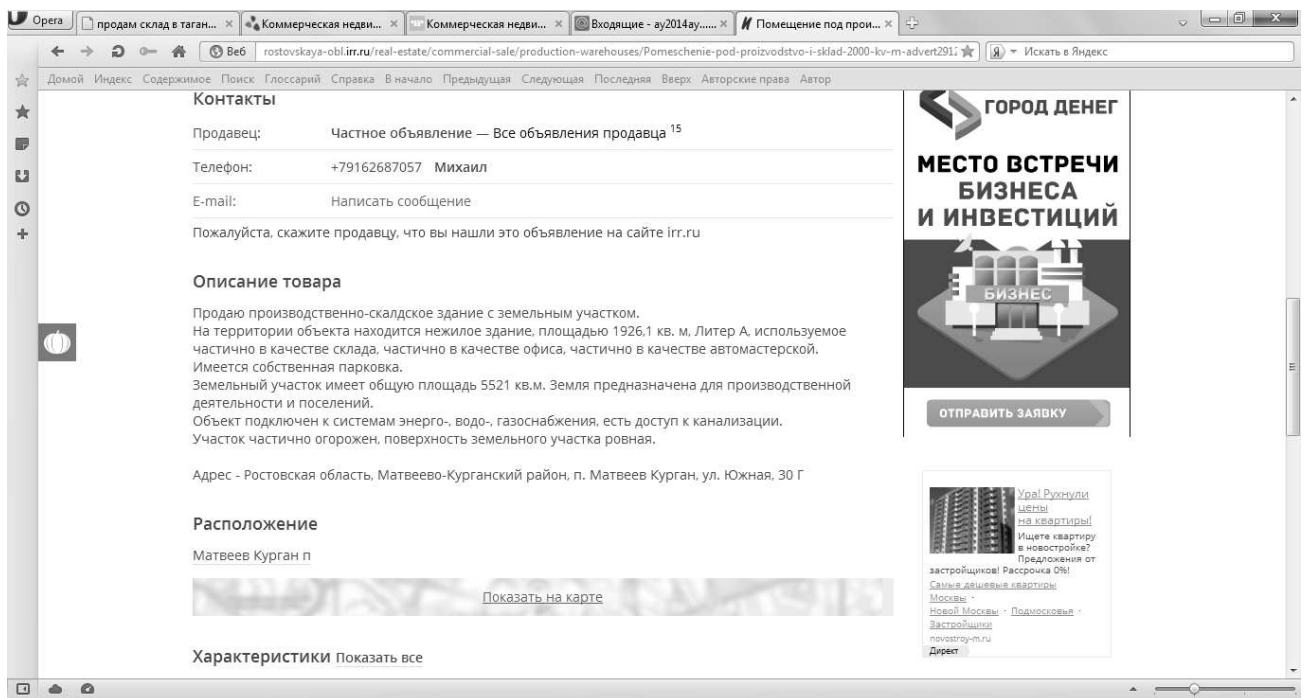 Opera
продам склад в таган...
Коммерческая недви...
Коммерческая недви...
Входящие - ay2014ay......
Помещение под прои...
Веб
rostovskaya-obl.irr.ru/real-estate/commercial-sale/production-warehouses/Pomeschenie-pod-proizvodstvo-i-sklad-2000-kv-m-advert2912
Искать в Яндекс
Домой Индекс Содержимое Поиск Глоссарий Справка В начало Предыдущая Следующая Последняя Вверх Авторские права Автор
Контакты
Продавец: Частное объявление — Все объявления продавца 15
Телефон: +79162687057 Михаил
E-mail: Написать сообщение
Пожалуйста, скажите продавцу, что вы нашли это объявление на сайте irr.ru
Описание товара
Продаю производственно-скалдское здание с земельным участком.
На территории объекта находится нежилое здание, площадью 1926,1 кв. м, Литер А, используемое
частично в качестве склада, частично в качестве офиса, частично в качестве автомастерской.
Имеется собственная парковка.
Земельный участок имеет общую площадь 5521 кв.м. Земля предназначена для производственной
деятельности и поселений.
Объект подключен к системам энерго-, водо-, газоснабжения, есть доступ к канализации.
Участок частично огорожен, поверхность земельного участка ровная.
Адрес - Ростовская область, Матвеево-Курганский район, п. Матвеев Курган, ул. Южная, 30 Г
Расположение
Матвеев Курган п
Показать на карте
Характеристики Показать все
ГОРОД ДЕНЕГ
МЕСТО ВСТРЕЧИ
БИЗНЕСА
И ИНВЕСТИЦИЙ
БИЗНЕС
ОТПРАВИТЬ ЗАЯВКУ
Ура! Рухнули
цены
на квартиры!
Ищете квартиру
в новостройке?
Предложения от
застройщиков! Рассрочка 0%!
Самые дешевые квартиры
Москвы ·
Новой Москвы · Подмосковья ·
Застройщики
novostroy-m.ru
Директ